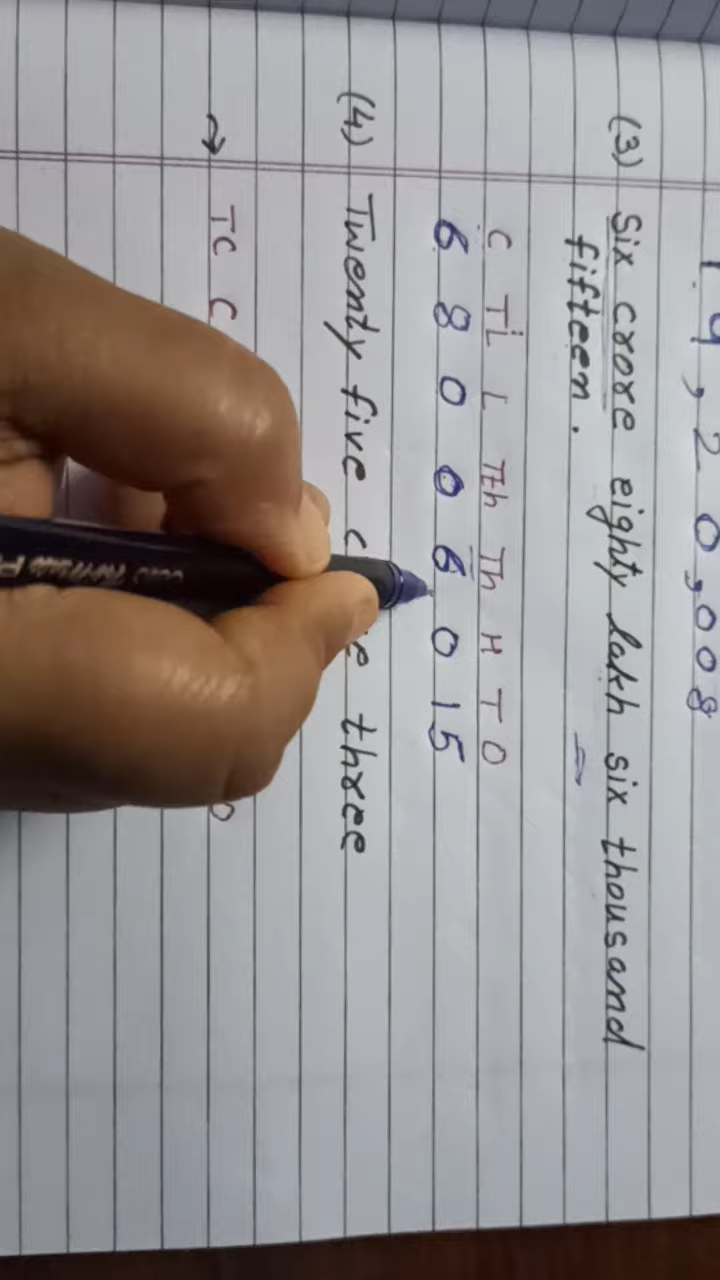 19,20,008
(3) Six crore eighty lakh six thousand
fifteen.
C TL L TTh Th H T O
6 8 0 0 6 0 1 5
(4) Twenty five three
→ TC C O